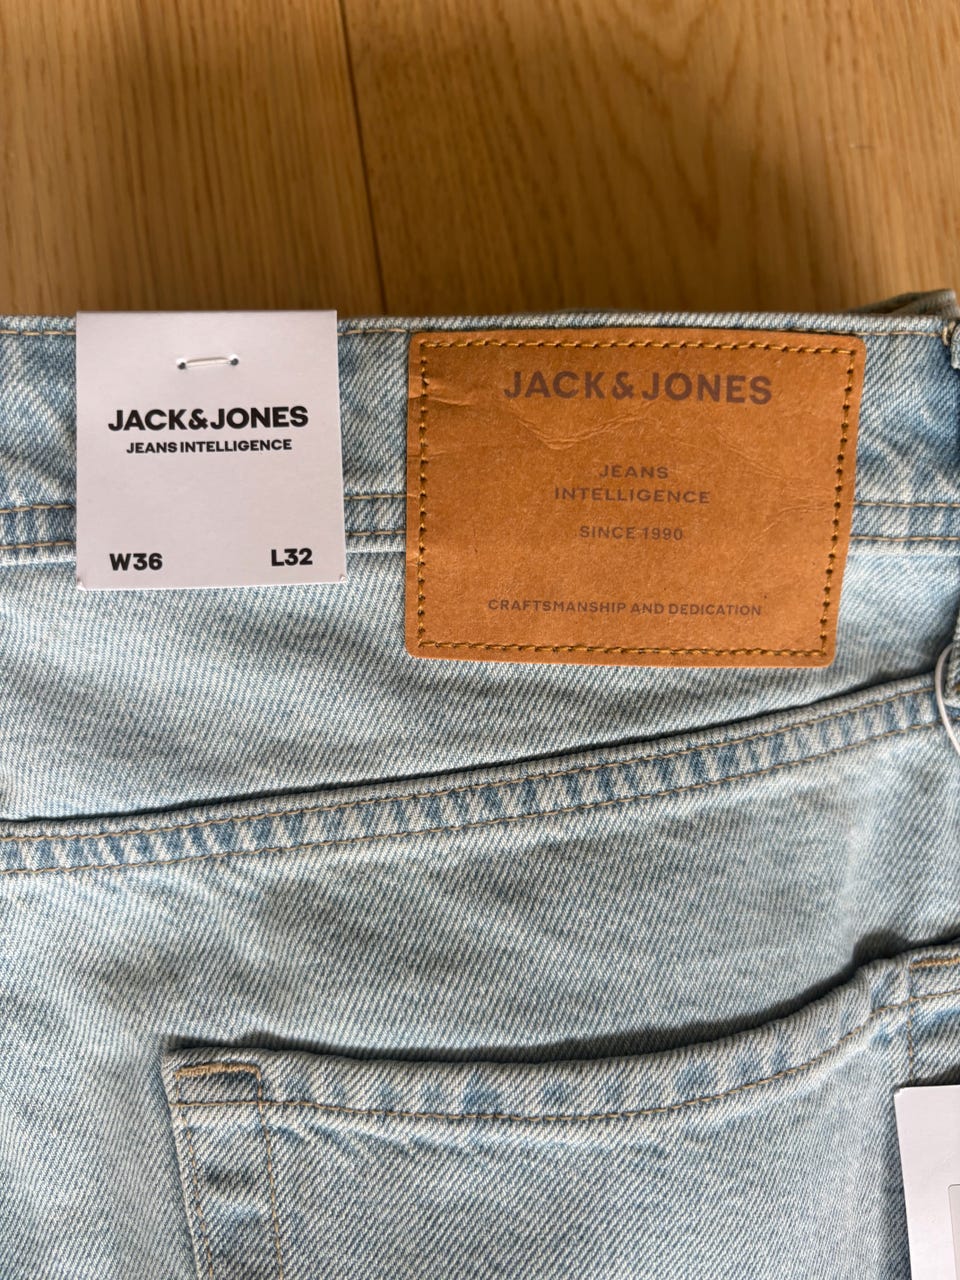 JACK&JONES
JEANS INTELLIGENCE
W36 L32
JACK&JONES
JEANS
INTELLIGENCE
SINCE 1990
CRAFTSMANSHIP AND DEDICATION